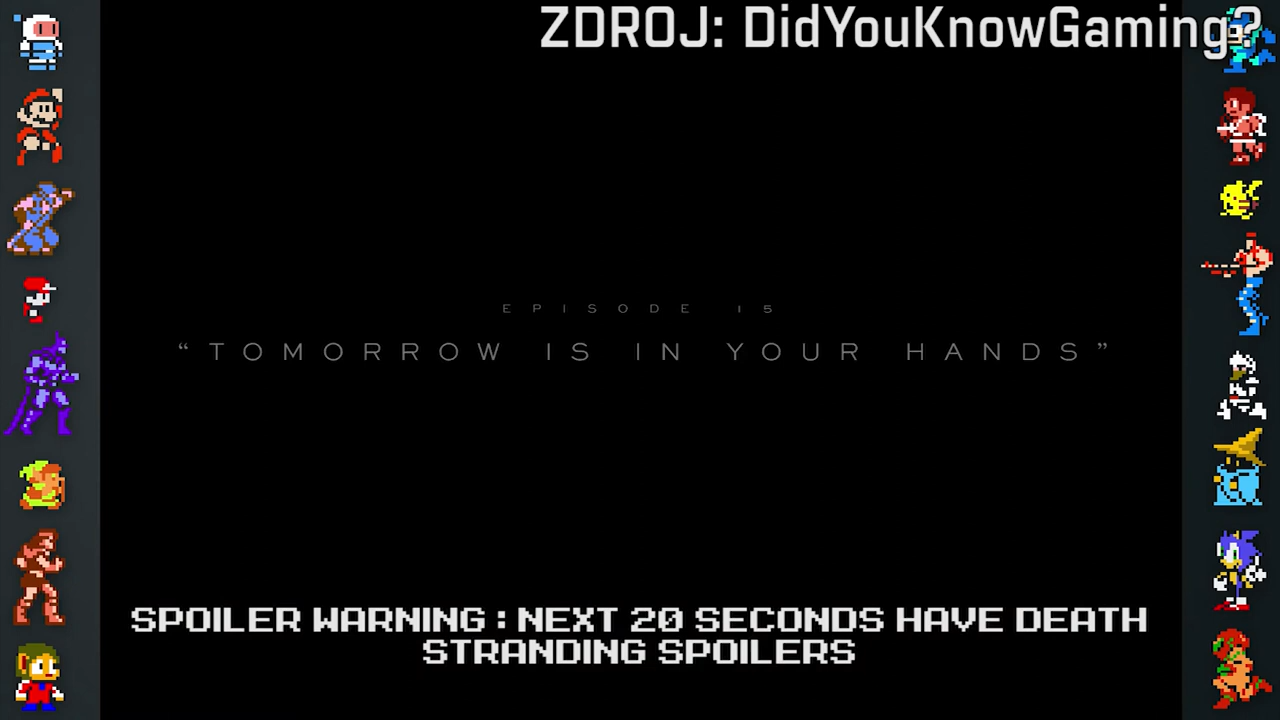 ZDROJ: DidYouKnowGaming?
EPISODE 15
“TOMORROW IS IN YOUR HANDS”
SPOILER WARNING : NEXT 20 SECONDS HAVE DEATH
STRANDING SPOILERS